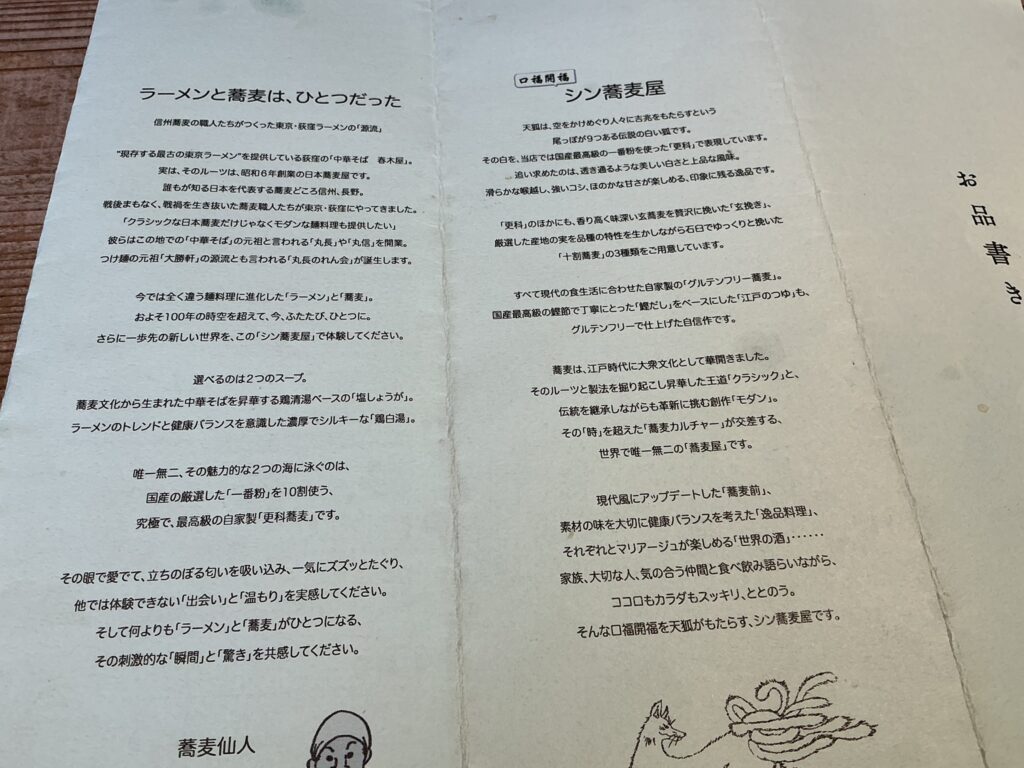 ラーメンと蕎麦は、ひとつだった
信州蕎麦の職人たちがつくった東京・荻窪ラーメンの「源流」
“現存する最古の東京ラーメン”を提供している荻窪の「中華そば　春木屋」。
実は、そのルーツは、昭和6年創業の日本蕎麦屋です。
誰もが知る日本を代表する蕎麦どころ信州、長野。
戦後まもなく、戦禍を生き抜いた蕎麦職人たちが東京・荻窪にやってきました。
「クラシックな日本蕎麦だけじゃなくモダンな麺料理も提供したい」
彼らはこの地での「中華そば」の元祖と言われる「丸長」や「丸信」を開業。
つけ麺の元祖「大勝軒」の源流とも言われる「丸長のれん会」が誕生します。
今では全く違う麺料理に進化した「ラーメン」と「蕎麦」。
およそ100年の時空を超えて、今、ふたたび、ひとつに。
さらに一歩先の新しい世界を、この「シン蕎麦屋」で体験してください。
選べるのは2つのスープ。
蕎麦文化から生まれた中華そばを昇華する鶏清湯ベースの「塩しょうが」。
ラーメンのトレンドと健康バランスを意識した濃厚でシルキーな「鶏白湯」。
唯一無二、その魅力的な2つの海に泳ぐのは、
国産の厳選した「一番粉」を10割使う、
究極で、最高級の自家製「更科蕎麦」です。
その眼で愛でて、立ちのぼる匂いを吸い込み、一気にズズッとたぐり、
他では体験できない「出会い」と「温もり」を実感してください。
そして何よりも「ラーメン」と「蕎麦」がひとつになる、
その刺激的な「瞬間」と「驚き」を共感してください。
蕎麦仙人
口福開福
シン蕎麦屋
天狐は、空をかけめぐり人々に吉兆をもたらすという
尾っぽが9つある伝説の白い狐です。
その白を、当店では国産最高級の一番粉を使った「更科」で表現しています。
追い求めたのは、透き通るような美しい白さと上品な風味。
滑らかな喉越し、強いコシ、ほのかな甘さが楽しめる、印象に残る逸品です。
「更科」のほかにも、香り高く味深い玄蕎麦を贅沢に挽いた「玄挽き」、
厳選した産地の実を品種の特性を生かしながら石臼でゆっくりと挽いた
「十割蕎麦」の3種類をご用意しています。
すべて現代の食生活に合わせた自家製の「グルテンフリー蕎麦」。
国産最高級の鰹節で丁寧にとった「鰹だし」をベースにした「江戸のつゆ」も、
グルテンフリーで仕上げた自信作です。
蕎麦は、江戸時代に大衆文化として華開きました。
そのルーツと製法を掘り起こし昇華した王道「クラシック」と、
伝統を継承しながらも革新に挑む創作「モダン」。
その「時」を超えた「蕎麦カルチャー」が交差する、
世界で唯一無二の「蕎麦屋」です。
現代風にアップデートした「蕎麦前」、
素材の味を大切に健康バランスを考えた「逸品料理」、
それぞれとマリアージュが楽しめる「世界の酒」‥‥‥
家族、大切な人、気の合う仲間と食べ飲み語らいながら、
ココロもカラダもスッキリ、ととのう。
そんな口福開福を天狐がもたらす、シン蕎麦屋です。
お品書き